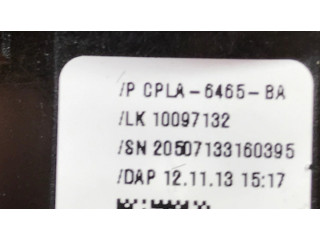 /P CPLA-6465-BA
/LK 10097132
/SN 20507133160395
/DAP 12.11.13 15:17